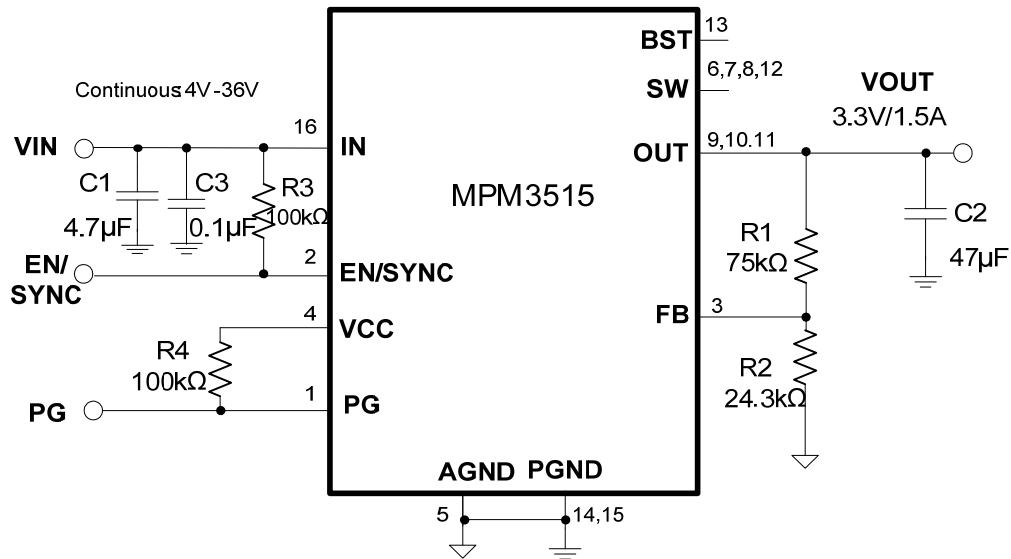 Continuous:4V-36V
VIN
16
IN
C1
4.7µF
C3
0.1µF
R3
100kΩ
EN/
SYNC
2
EN/SYNC
4
VCC
R4
100kΩ
PG
1
PG
MPM3515
AGND
PGND
5
14,15
BST
13
SW
6,7,8,12
OUT
9,10.11
VOUT
3.3V/1.5A
R1
75kΩ
C2
47µF
FB
3
R2
24.3kΩ